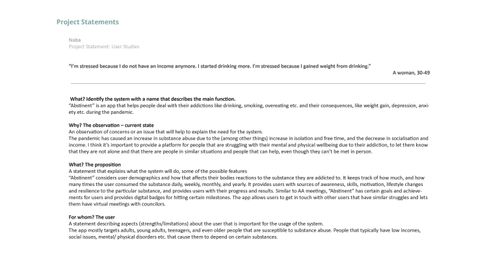 Project Statements
Naba
Project Statement: User Studies
"I'm stressed because I do not have an income anymore. I started drinking more. I'm stressed because I gained weight from drinking."
A woman, 30-49
What? Identify the system with a name that describes the main function.
"Abstinent" is an app that helps people deal with their addictions like drinking, smoking, overeating etc. and their consequences, like weight gain, depression, anxi-
ety etc. during the pandemic.
Why? The observation – current state
An observation of concerns or an issue that will help to explain the need for the system.
The pandemic has caused an increase in substance abuse due to the (among other things) increase in isolation and free time, and the decrease in socialisation and
income. I think it's important to provide a platform for people that are struggling with their mental and physical wellbeing due to their addiction, to let them know
that they are not alone and that there are people in similar situations and people that can help, even though they can't be met in person.
What? The proposition
A statement that explains what the system will do, some of the possible features
"Abstinent" considers user demographics and how that affects their bodies reactions to the substance they are addicted to. It keeps track of how much, and how
many times the user consumed the substance daily, weekly, monthly, and yearly. It provides users with sources of awareness, skills, motivation, lifestyle changes
and resilience to the particular substance, and provides users with their progress and results. Similar to AA meetings, "Abstinent" has certain goals and achieve-
ments for users and provides digital badges for hitting certain milestones. The app allows users to get in touch with other users that have similar struggles and lets
them have virtual meetings with councilors.
For whom? The user
A statement describing aspects (strengths/limitations) about the user that is important for the usage of the system.
The app mostly targets adults, young adults, teenagers, and even older people that are susceptible to substance abuse. People that typically have low incomes,
social issues, mental/ physical disorders etc. that cause them to depend on certain substances.